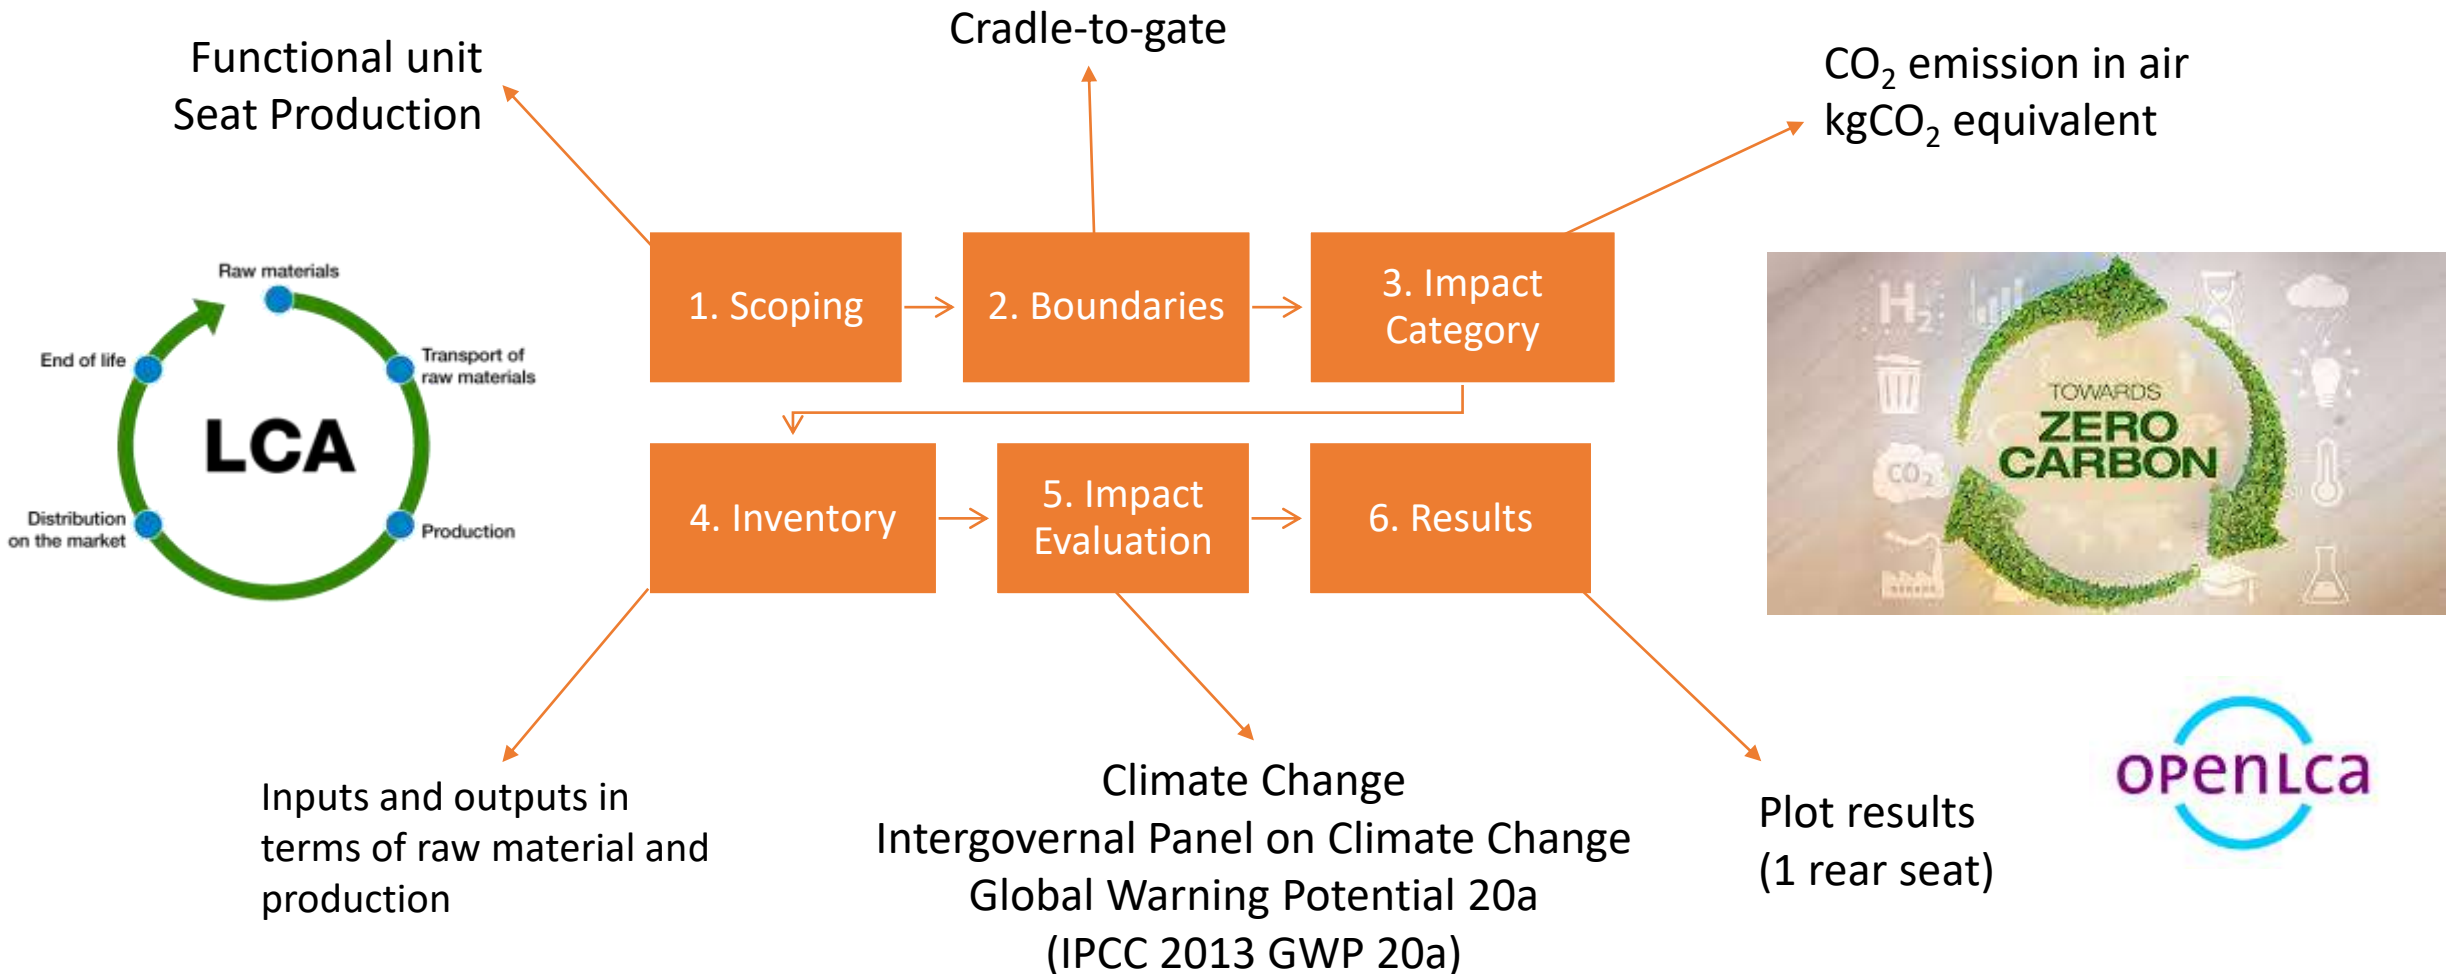 Functional unit
Seat Production
Cradle-to-gate
CO₂ emission in air
kgCO₂ equivalent
1. Scoping
2. Boundaries
3. Impact
Category
4. Inventory
5. Impact
Evaluation
6. Results
Raw materials
Transport of
raw materials
Production
Distribution
on the market
End of life
LCA
H₂
TOWARDS
ZERO
CARBON
CO₂
Inputs and outputs in
terms of raw material and
production
Climate Change
Intergovernal Panel on Climate Change
Global Warning Potential 20a
(IPCC 2013 GWP 20a)
Plot results
(1 rear seat)
openLca